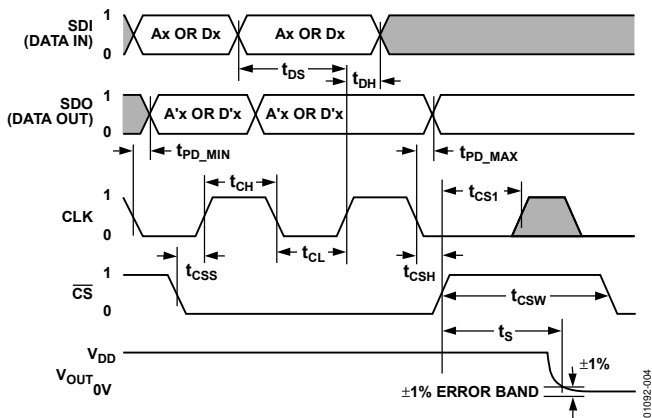 SDI
(DATA IN)
1
0
Ax OR Dx
Ax OR Dx
tDS
tDH
SDO
(DATA OUT)
1
0
A'x OR D'x
A'x OR D'x
tPD_MIN
tPD_MAX
tCH
tCS1
CLK
1
0
tCSS
tCL
tCSH
CS
1
0
tCSW
tS
VDD
VOUT
0V
±1%
±1% ERROR BAND
01092-004